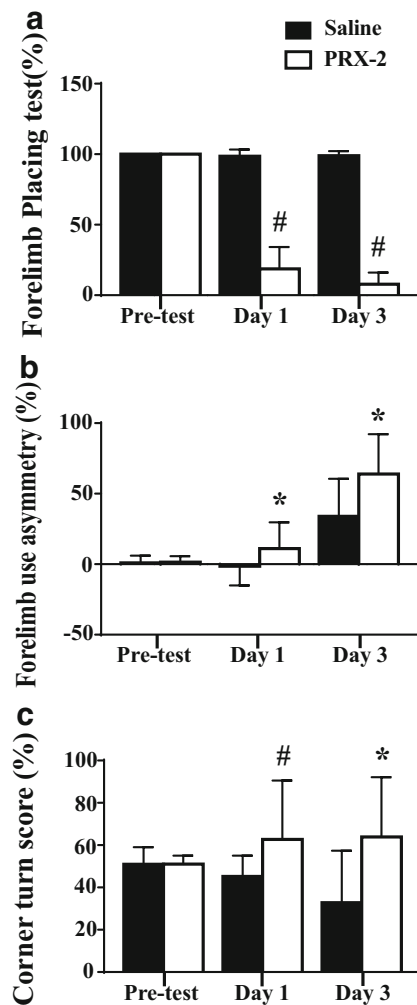 a
Saline
PRX-2
Forelimb Placing test(%)
150
100
50
0
#
#
Pre-test Day 1 Day 3
b
Forelimb use asymmetry (%)
100
50
0
-50
*
*
Pre-test Day 1 Day 3
c
Corner turn score (%)
100
80
60
40
20
0
#
*
Pre-test Day 1 Day 3